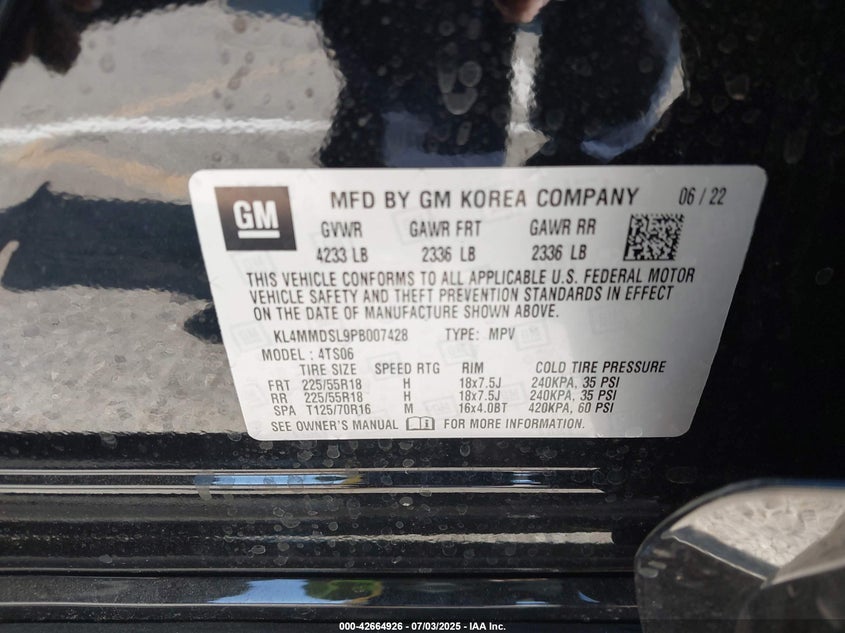 GM
MFD BY GM KOREA COMPANY 06 / 22
GVWR GAWR FRT GAWR RR
4233 LB 2336 LB 2336 LB
THIS VEHICLE CONFORMS TO ALL APPLICABLE U.S. FEDERAL MOTOR
VEHICLE SAFETY AND THEFT PREVENTION STANDARDS IN EFFECT
ON THE DATE OF MANUFACTURE SHOWN ABOVE.
KL4MMDSL9PB007428 TYPE: MPV
MODEL : 4TS06
TIRE SIZE SPEED RTG RIM COLD TIRE PRESSURE
FRT 225/55R18 H 18x7.5J 240KPA, 35 PSI
RR 225/55R18 H 18x7.5J 240KPA, 35 PSI
SPA T125/70R16 M 16x4.0BT 420KPA, 60 PSI
SEE OWNER'S MANUAL FOR MORE INFORMATION.
000-42664926 - 07/03/2025 - IAA Inc.